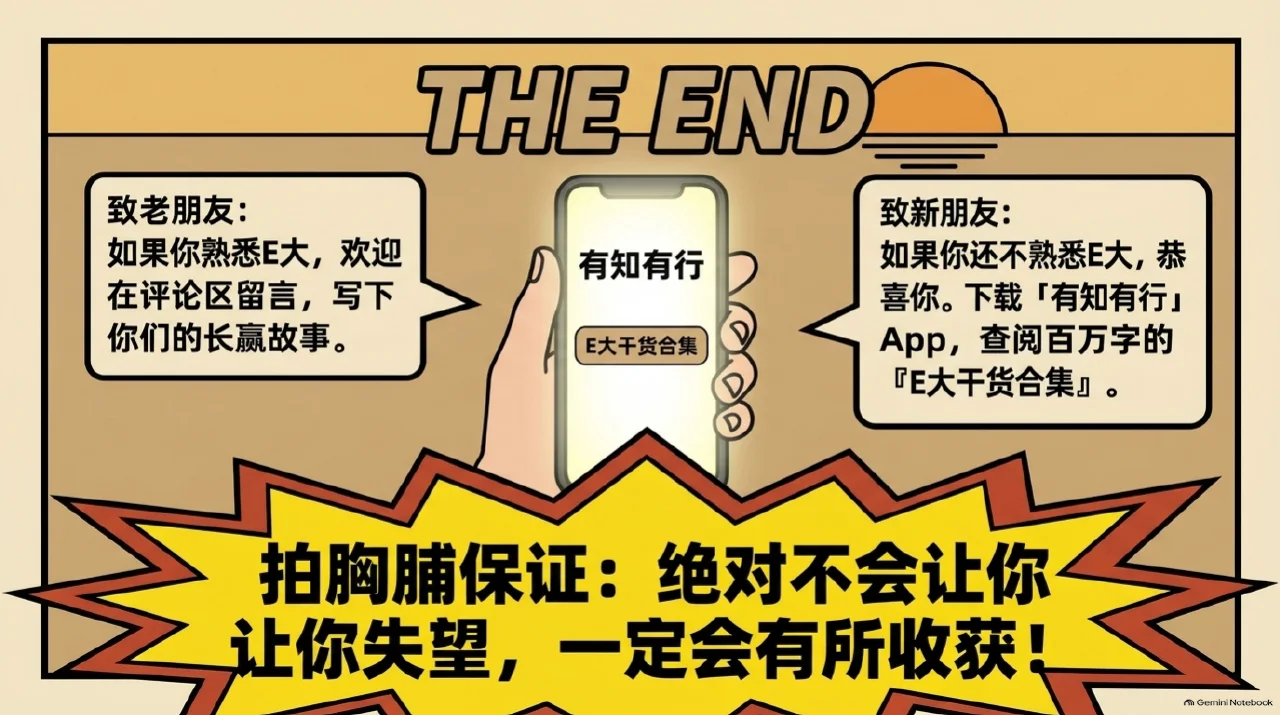 THE END
致老朋友：
如果你熟悉E大，欢迎
在评论区留言，写下
你们的长赢故事。
有知有行
E大干货合集
致新朋友：
如果你还不熟悉E大，恭
喜你。下载「有知有行」
App，查阅百万字的
『E大干货合集』。
拍胸脯保证：绝对不会让你
让你失望，一定会有所收获！
Gemini Notebook